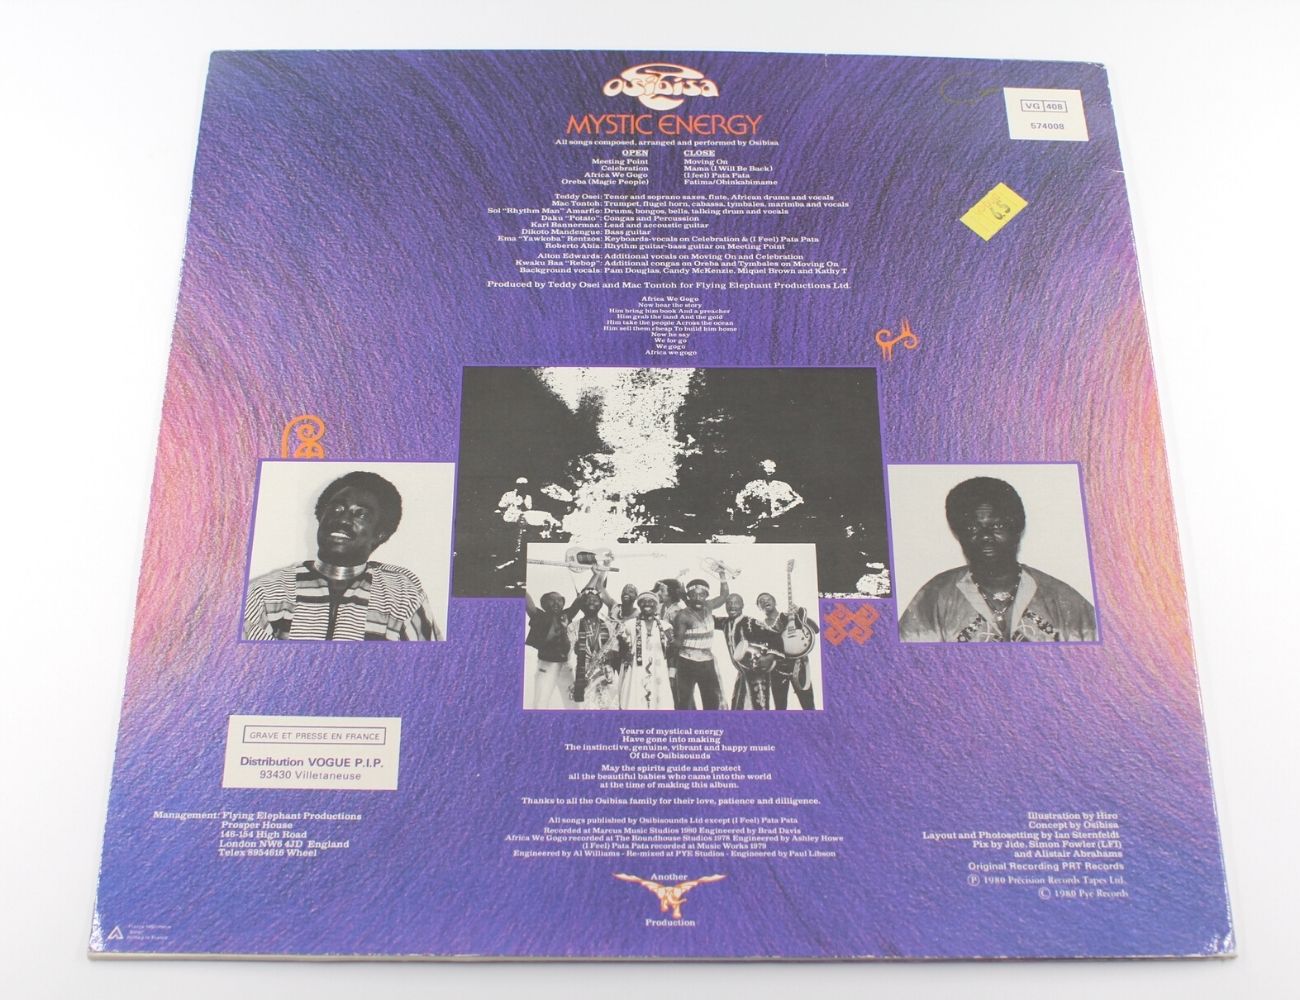 OSIBISA
MYSTIC ENERGY
All songs composed, arranged and performed by Osibisa
OPEN
Meeting Point
Celebration
Africa We Gogo
Oreba (Magic People)
CLOSE
Moving On
Mama (I Will Be Back)
(I feel) Pata Pata
Fatima/Ohinkabimame
VG 408
574008
65
Teddy Osei: Tenor and soprano saxes, flute, African drums and vocals
Mac Tontoh: Trumpet, flugel horn, cabassa, tymbales, marimba and vocals
Sol "Rhythm Man" Amarfio: Drums, bongos, bells, talking drum and vocals
Daku "Potato": Congas and Percussion
Kari Bannerman: Lead and accoustic guitar
Dikoto Mandengue: Bass guitar
Ema "Yawkoba" Rentzos: Keyboards-vocals on Celebration & (I Feel) Pata Pata
Roberto Abia: Rhythm guitar-bass guitar on Meeting Point
Alton Edwards: Additional vocals on Moving On and Celebration
Kwaku Baa "Rebop": Additional congas on Oreba and Tymbales on Moving On
Background vocals: Pam Douglas, Candy McKenzie, Miquel Brown and Kathy T
Produced by Teddy Osei and Mac Tontoh for Flying Elephant Productions Ltd.
Africa We Gogo
Now hear the story
Him bring him book And a preacher
Him grab the land And the gold
Him take the people Across the ocean
Him sell them cheap To build him home
Now he say
We for go
We gogo
Africa we gogo
GRAVE ET PRESSE EN FRANCE
Distribution VOGUE P.I.P.
93430 Villetaneuse
Years of mystical energy
Have gone into making
The instinctive, genuine, vibrant and happy music
Of the Osibisounds
May the spirits guide and protect
all the beautiful babies who came into the world
at the time of making this album.
Thanks to all the Osibisa family for their love, patience and dilligence.
All songs published by Osibisounds Ltd except (I Feel) Pata Pata
Recorded at Marcus Music Studios 1980 Engineered by Brad Davis
Africa We Gogo recorded at The Roundhouse Studios 1978 Engineered by Ashley Howe
(I Feel) Pata Pata recorded at Music Works 1979
Engineered by Al Williams - Re-mixed at PYE Studios - Engineered by Paul Libson
Management: Flying Elephant Productions
Prosper House
146-154 High Road
London NW6 4JD England
Telex 8954616 Wheel
Illustration by Hiro
Concept by Osibisa
Layout and Photosetting by Ian Sternfeldt
Pix by Jide, Simon Fowler (LFI)
and Alistair Abrahams
Original Recording PRT Records
Ⓟ 1980 Precision Records Tapes Ltd.
© 1980 Pye Records
Another
Production